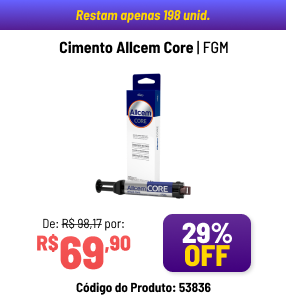 Restam apenas 198 unid.
Cimento Allcem Core | FGM
Allcem
CORE
Allcem CORE
De: R$ 98,17 por:
R$ 69,90
29%
OFF
Código do Produto: 53836